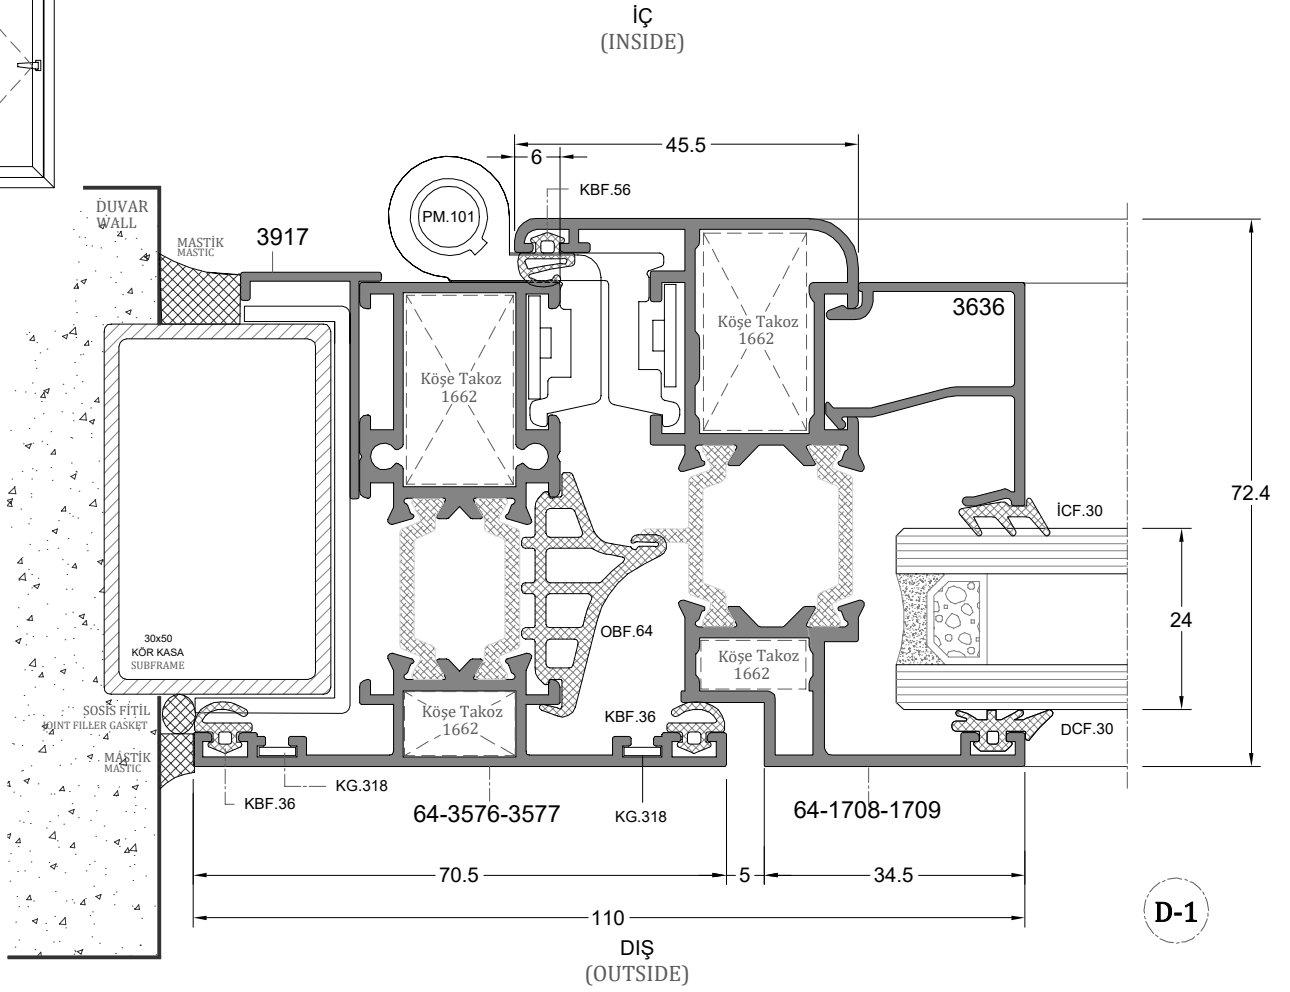 İÇ
(INSIDE)
45.5
6
KBF.56
DUVAR
WALL
PM.101
MASTİK
MASTIC
3917
3636
Köşe Takoz
1662
Köşe Takoz
1662
72.4
İCF.30
24
OBF.64
30x50
KÖR KASA
SUBFRAME
Köşe Takoz
1662
SOSİS FİTİL
JOINT FILLER GASKET
Köşe Takoz
1662
KBF.36
DCF.30
MASTİK
MASTIC
KG.318
KBF.36
64-3576-3577
KG.318
64-1708-1709
70.5
5
34.5
110
D-1
DIŞ
(OUTSIDE)